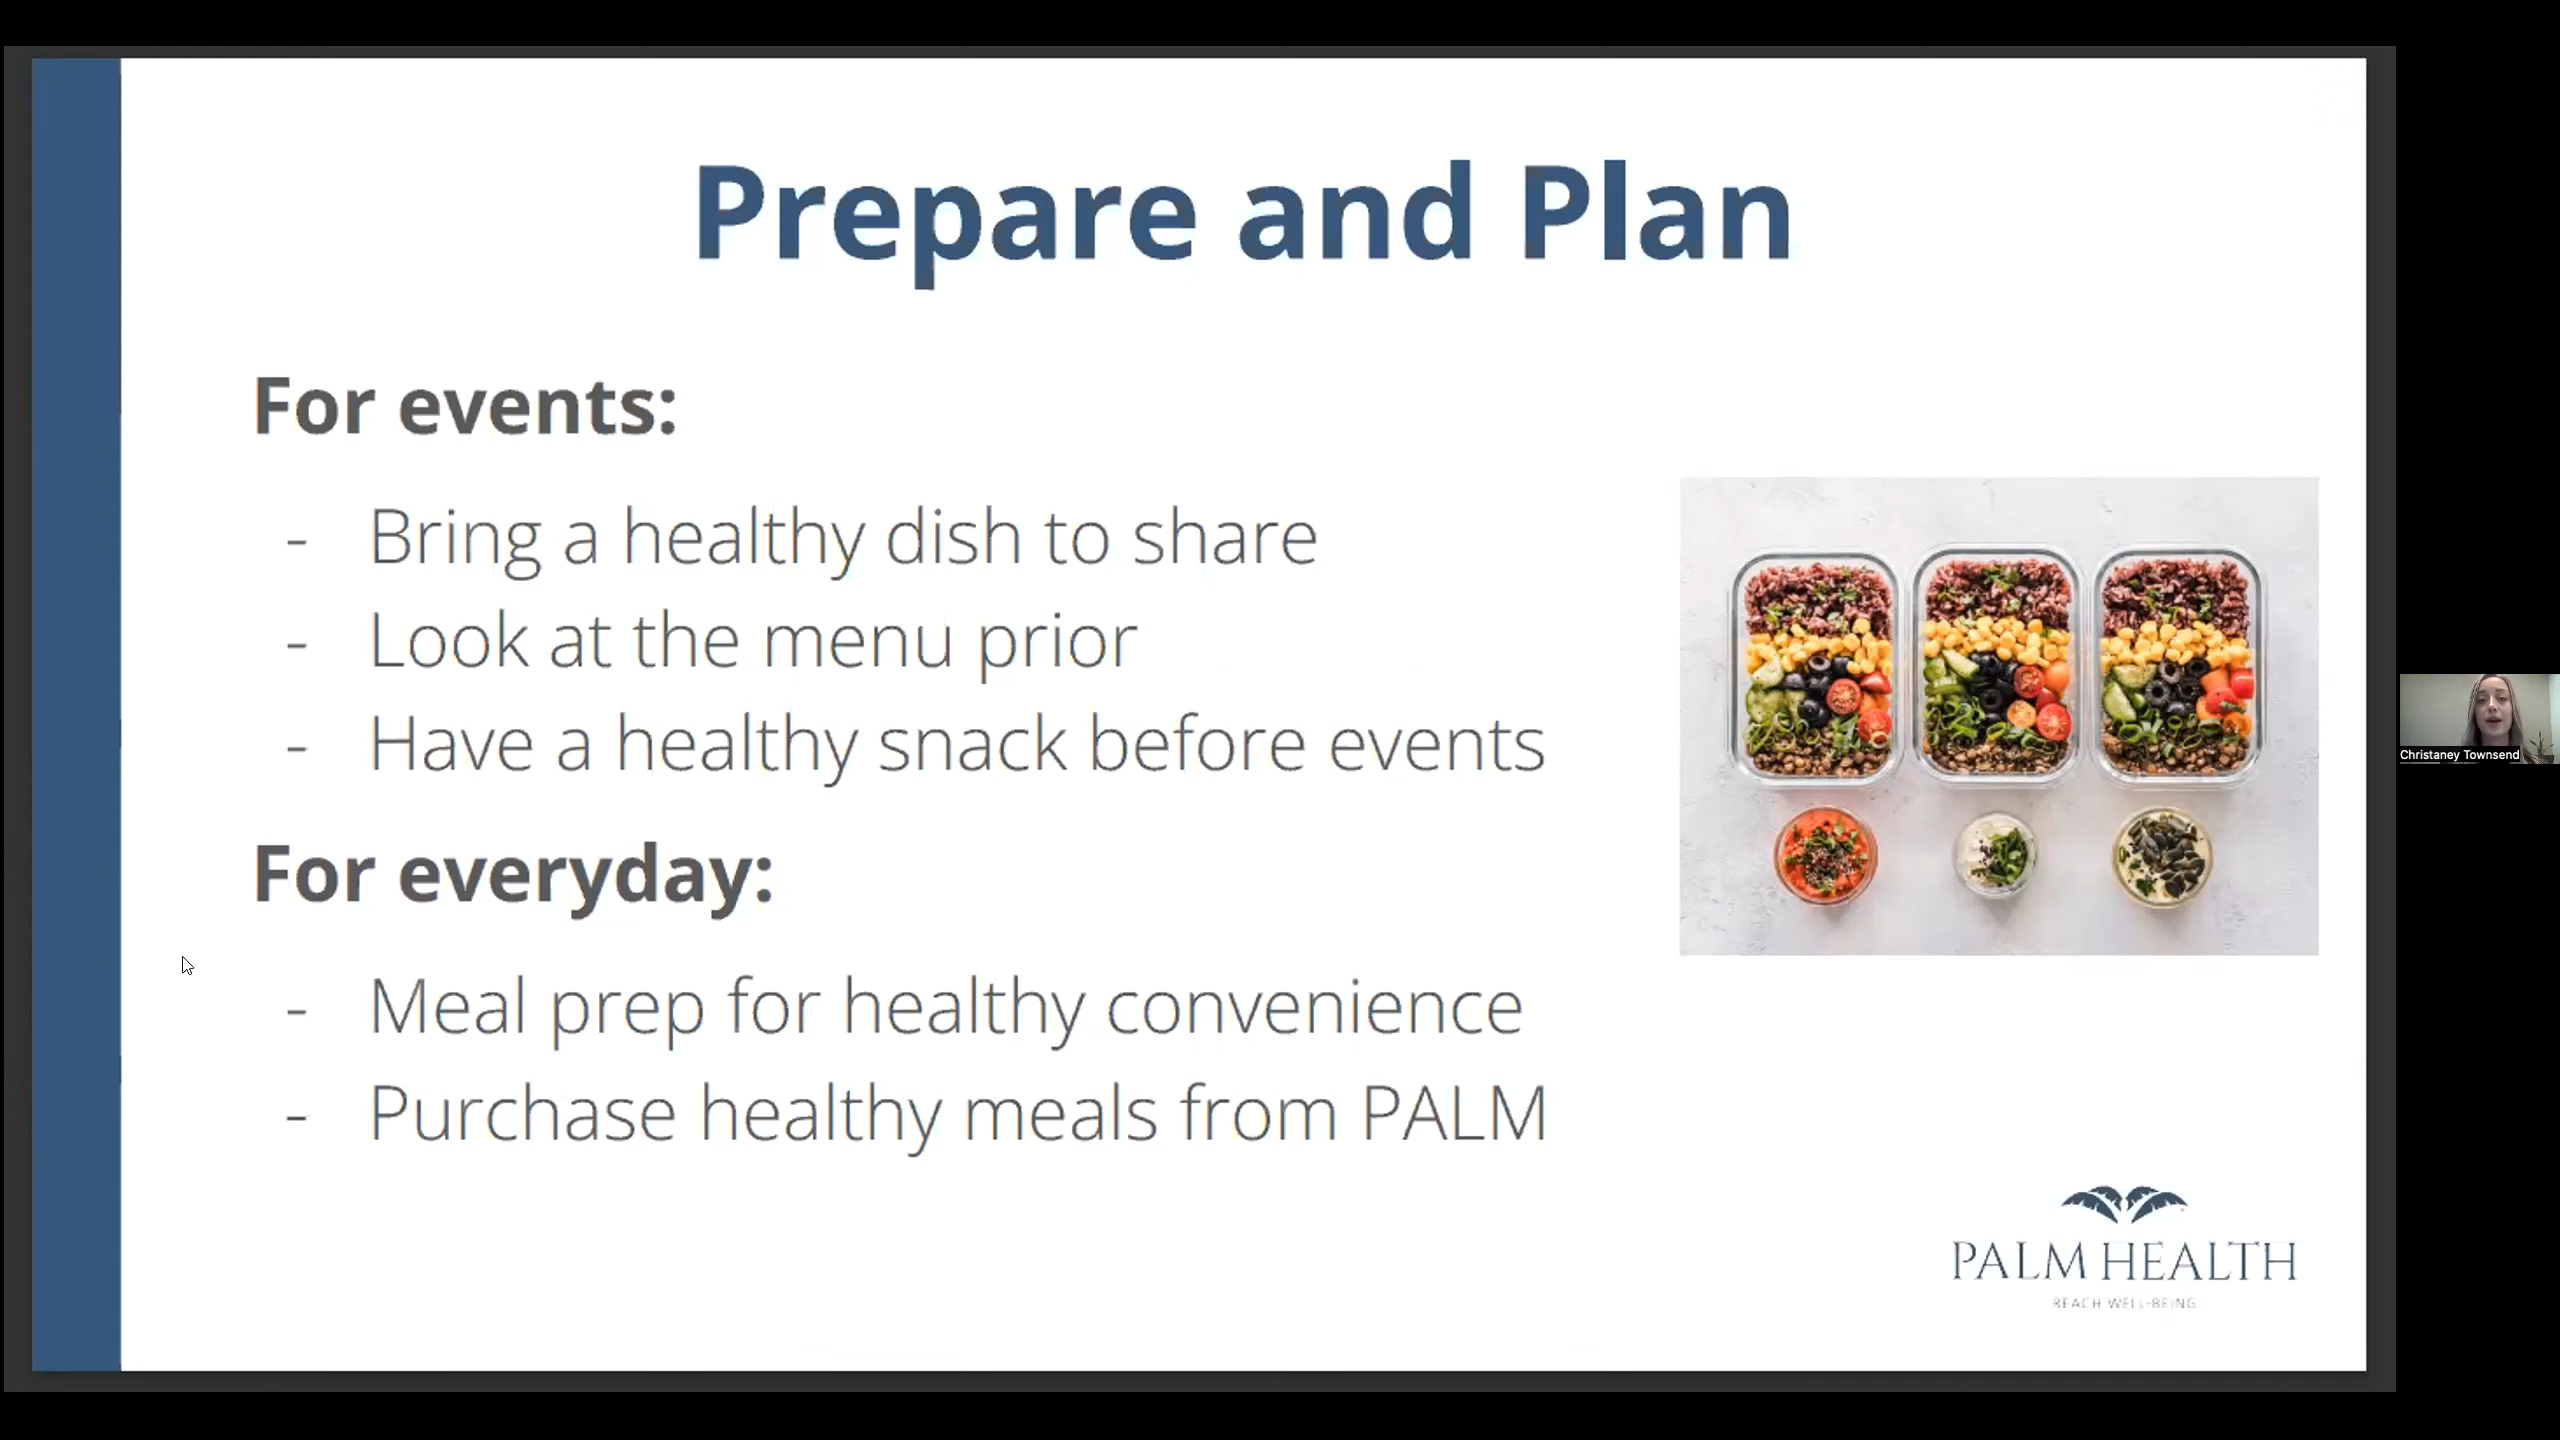 Prepare and Plan
For events:
- Bring a healthy dish to share
- Look at the menu prior
- Have a healthy snack before events
For everyday:
- Meal prep for healthy convenience
- Purchase healthy meals from PALM
PALM HEALTH
REACH WELL-BEING
Christaney Townsend